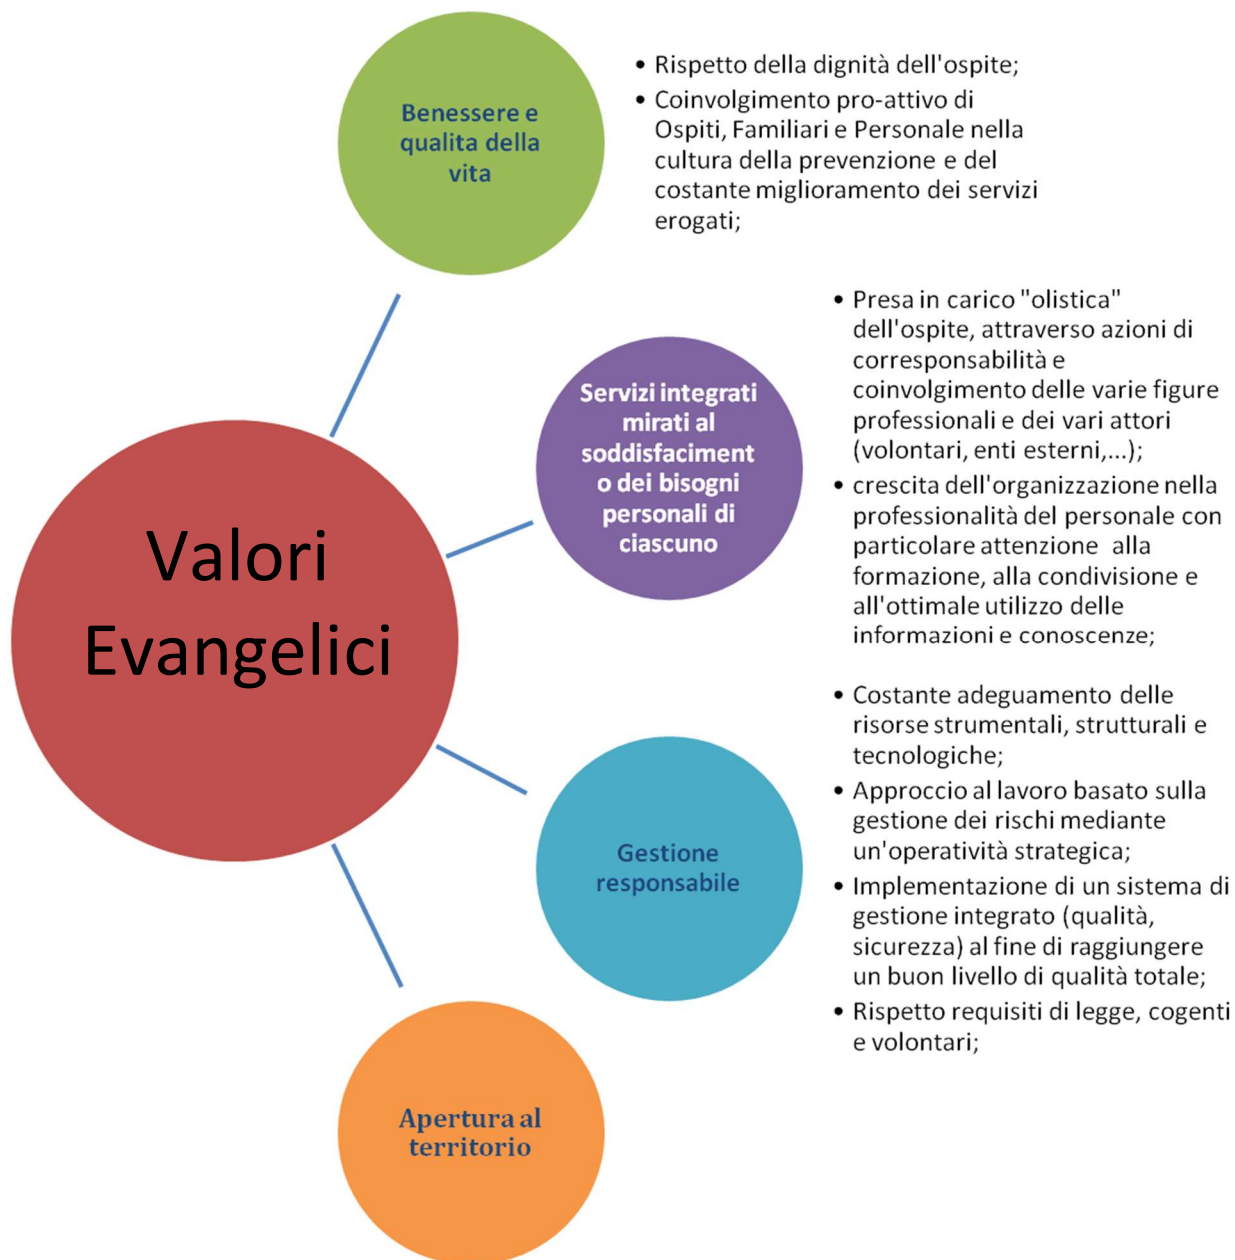 Benessere e
qualita della
vita
• Rispetto della dignità dell'ospite;
• Coinvolgimento pro-attivo di
Ospiti, Familiari e Personale nella
cultura della prevenzione e del
costante miglioramento dei servizi
erogati;
Servizi integrati
mirati al
soddisfaciment
o dei bisogni
personali di
ciascuno
• Presa in carico "olistica"
dell'ospite, attraverso azioni di
corresponsabilità e
coinvolgimento delle varie figure
professionali e dei vari attori
(volontari, enti esterni,...);
• crescita dell'organizzazione nella
professionalità del personale con
particolare attenzione alla
formazione, alla condivisione e
all'ottimale utilizzo delle
informazioni e conoscenze;
Valori
Evangelici
Gestione
responsabile
• Costante adeguamento delle
risorse strumentali, strutturali e
tecnologiche;
• Approccio al lavoro basato sulla
gestione dei rischi mediante
un'operatività strategica;
• Implementazione di un sistema di
gestione integrato (qualità,
sicurezza) al fine di raggiungere
un buon livello di qualità totale;
• Rispetto requisiti di legge, cogenti
e volontari;
Apertura al
territorio